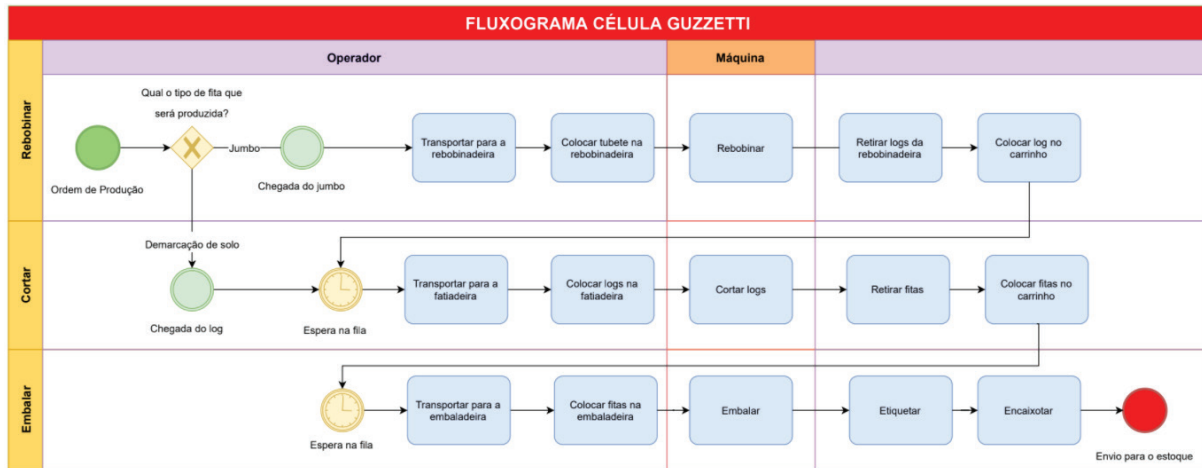 FLUXOGRAMA CÉLULA GUZZETTI
Operador
Máquina
Rebobinar
Qual o tipo de fita que
será produzida?
Jumbo
Ordem de Produção
Chegada do jumbo
Transportar para a
rebobinadeira
Colocar tubete na
rebobinadeira
Rebobinar
Retirar logs da
rebobinadeira
Colocar log no
carrinho
Cortar
Demarcação de solo
Chegada do log
Espera na fila
Transportar para a
fatiadeira
Colocar logs na
fatiadeira
Cortar logs
Retirar fitas
Colocar fitas no
carrinho
Embalar
Espera na fila
Transportar para a
embaladeira
Colocar fitas na
embaladeira
Embalar
Etiquetar
Encaixotar
Envio para o estoque